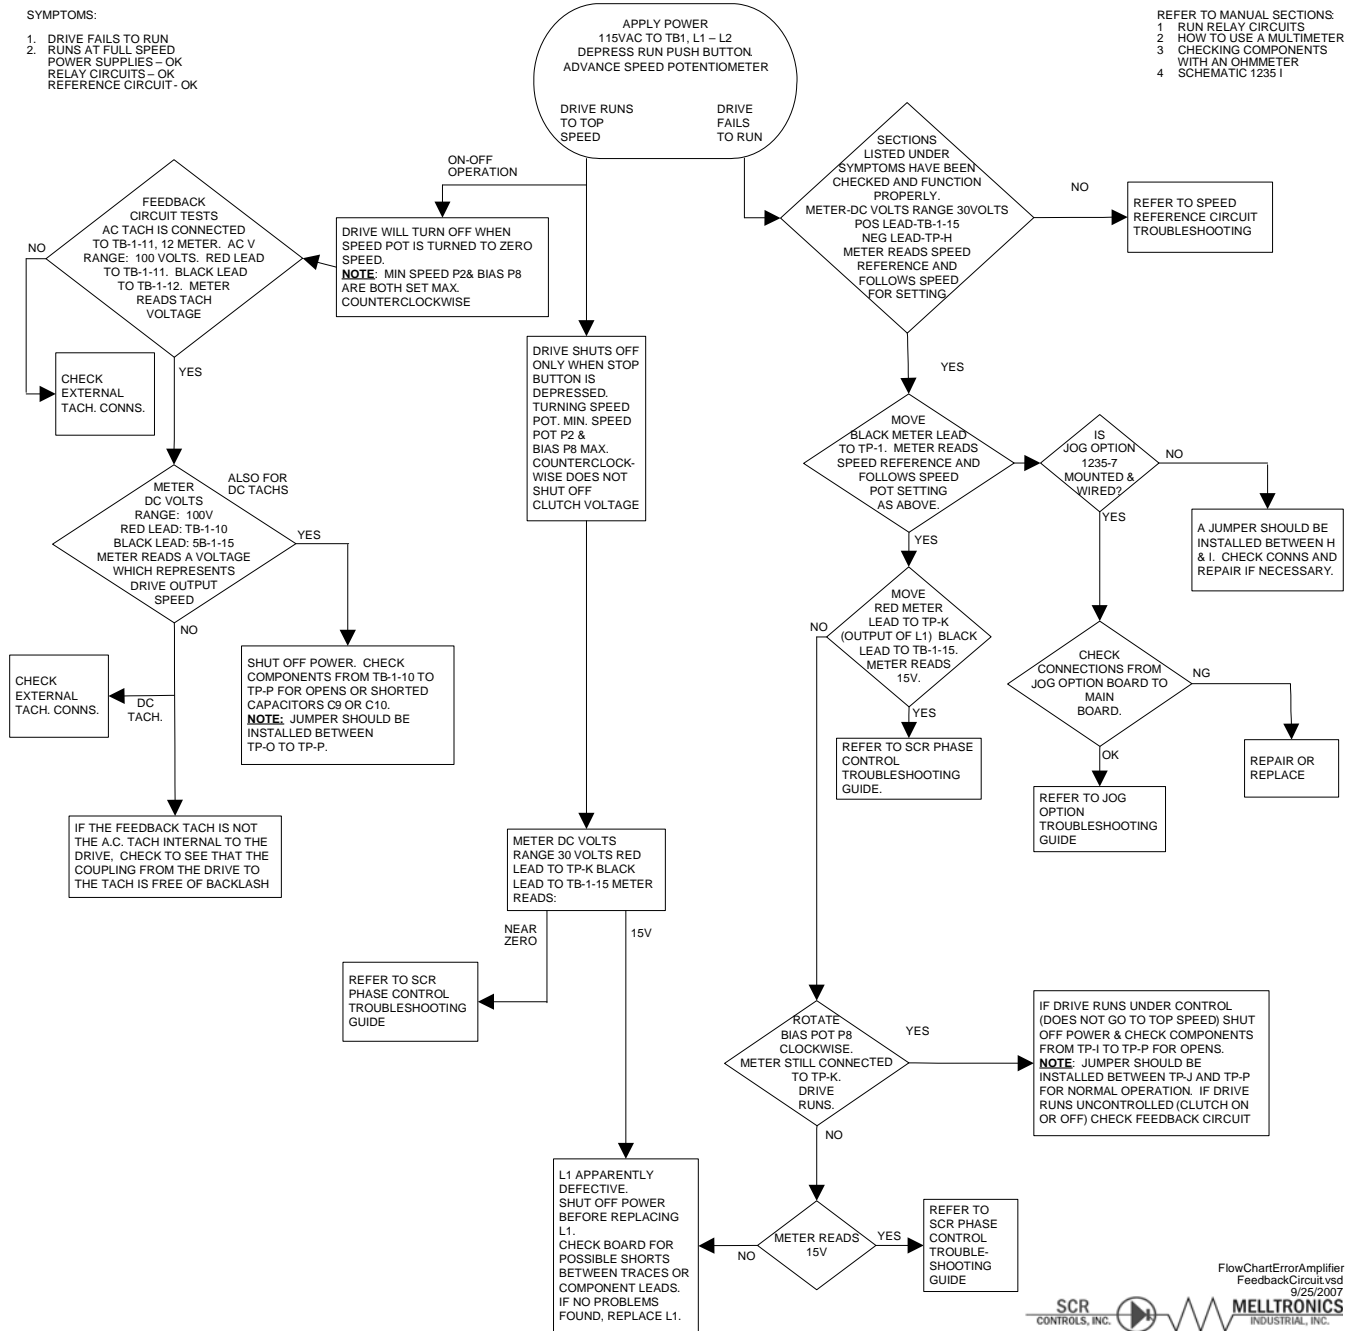 SYMPTOMS:
1. DRIVE FAILS TO RUN
2. RUNS AT FULL SPEED
POWER SUPPLIES – OK
RELAY CIRCUITS – OK
REFERENCE CIRCUIT - OK
APPLY POWER
115VAC TO TB1, L1 – L2
DEPRESS RUN PUSH BUTTON.
ADVANCE SPEED POTENTIOMETER
DRIVE RUNS
TO TOP
SPEED
DRIVE
FAILS
TO RUN
REFER TO MANUAL SECTIONS:
1 RUN RELAY CIRCUITS
2 HOW TO USE A MULTIMETER
3 CHECKING COMPONENTS
WITH AN OHMMETER
4 SCHEMATIC 1235 I
ON-OFF
OPERATION
FEEDBACK
CIRCUIT TESTS
AC TACH IS CONNECTED
TO TB-1-11, 12 METER. AC V
RANGE: 100 VOLTS. RED LEAD
TO TB-1-11. BLACK LEAD
TO TB-1-12. METER
READS TACH
VOLTAGE
NO
YES
DRIVE WILL TURN OFF WHEN
SPEED POT IS TURNED TO ZERO
SPEED.
NOTE: MIN SPEED P2& BIAS P8
ARE BOTH SET MAX.
COUNTERCLOCKWISE
SECTIONS
LISTED UNDER
SYMPTOMS HAVE BEEN
CHECKED AND FUNCTION
PROPERLY.
METER-DC VOLTS RANGE 30VOLTS
POS LEAD-TB-1-15
NEG LEAD-TP-H
METER READS SPEED
REFERENCE AND
FOLLOWS SPEED
FOR SETTING
NO
YES
REFER TO SPEED
REFERENCE CIRCUIT
TROUBLESHOOTING
CHECK
EXTERNAL
TACH. CONNS.
DRIVE SHUTS OFF
ONLY WHEN STOP
BUTTON IS
DEPRESSED.
TURNING SPEED
POT. MIN. SPEED
POT P2 &
BIAS P8 MAX.
COUNTERCLOCK-
WISE DOES NOT
SHUT OFF
CLUTCH VOLTAGE
MOVE
BLACK METER LEAD
TO TP-1. METER READS
SPEED REFERENCE AND
FOLLOWS SPEED
POT SETTING
AS ABOVE.
YES
IS
JOG OPTION
1235-7
MOUNTED &
WIRED?
NO
YES
A JUMPER SHOULD BE
INSTALLED BETWEEN H
& I. CHECK CONNS AND
REPAIR IF NECESSARY.
ALSO FOR
DC TACHS
METER
DC VOLTS
RANGE: 100V
RED LEAD: TB-1-10
BLACK LEAD: 5B-1-15
METER READS A VOLTAGE
WHICH REPRESENTS
DRIVE OUTPUT
SPEED
YES
NO
MOVE
RED METER
LEAD TO TP-K
(OUTPUT OF L1) BLACK
LEAD TO TB-1-15.
METER READS
15V.
NO
YES
CHECK
CONNECTIONS FROM
JOG OPTION BOARD TO
MAIN
BOARD.
NG
OK
CHECK
EXTERNAL
TACH. CONNS.
DC
TACH.
SHUT OFF POWER. CHECK
COMPONENTS FROM TB-1-10 TO
TP-P FOR OPENS OR SHORTED
CAPACITORS C9 OR C10.
NOTE: JUMPER SHOULD BE
INSTALLED BETWEEN
TP-O TO TP-P.
REFER TO SCR PHASE
CONTROL
TROUBLESHOOTING
GUIDE.
REPAIR OR
REPLACE
REFER TO JOG
OPTION
TROUBLESHOOTING
GUIDE
IF THE FEEDBACK TACH IS NOT
THE A.C. TACH INTERNAL TO THE
DRIVE, CHECK TO SEE THAT THE
COUPLING FROM THE DRIVE TO
THE TACH IS FREE OF BACKLASH
METER DC VOLTS
RANGE 30 VOLTS RED
LEAD TO TP-K BLACK
LEAD TO TB-1-15 METER
READS:
NEAR
ZERO
15V
REFER TO SCR
PHASE CONTROL
TROUBLESHOOTING
GUIDE
ROTATE
BIAS POT P8
CLOCKWISE.
METER STILL CONNECTED
TO TP-K.
DRIVE
RUNS.
YES
NO
IF DRIVE RUNS UNDER CONTROL
(DOES NOT GO TO TOP SPEED) SHUT
OFF POWER & CHECK COMPONENTS
FROM TP-I TO TP-P FOR OPENS.
NOTE: JUMPER SHOULD BE
INSTALLED BETWEEN TP-J AND TP-P
FOR NORMAL OPERATION. IF DRIVE
RUNS UNCONTROLLED (CLUTCH ON
OR OFF) CHECK FEEDBACK CIRCUIT
L1 APPARENTLY
DEFECTIVE.
SHUT OFF POWER
BEFORE REPLACING
L1.
CHECK BOARD FOR
POSSIBLE SHORTS
BETWEEN TRACES OR
COMPONENT LEADS.
IF NO PROBLEMS
FOUND, REPLACE L1.
NO
METER READS
15V
YES
REFER TO
SCR PHASE
CONTROL
TROUBLE-
SHOOTING
GUIDE
FlowChartErrorAmplifier
FeedbackCircuit.vsd
9/25/2007
SCR
CONTROLS, INC.
MELLTRONICS
INDUSTRIAL, INC.